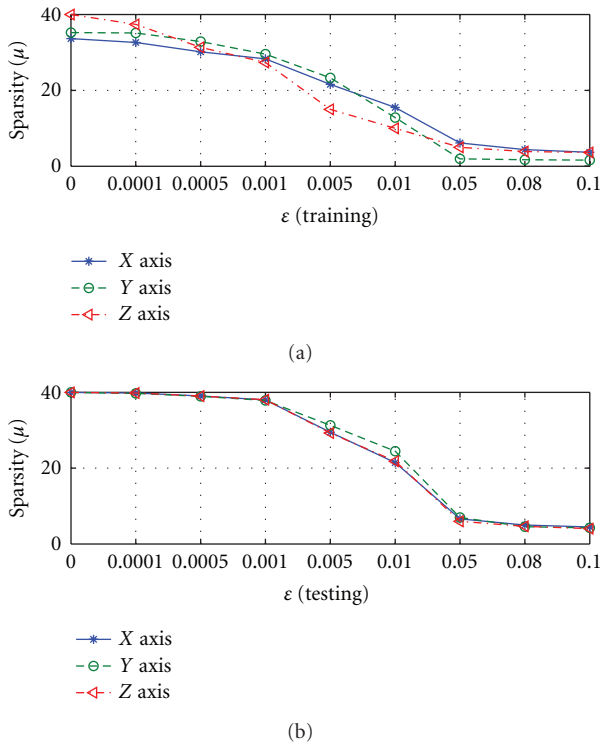 40
20
0
Sparsity (μ)
0 0.0001 0.0005 0.001 0.005 0.01 0.05 0.08 0.1
ε (training)
X axis
Y axis
Z axis
(a)
40
20
0
Sparsity (μ)
0 0.0001 0.0005 0.001 0.005 0.01 0.05 0.08 0.1
ε (testing)
X axis
Y axis
Z axis
(b)